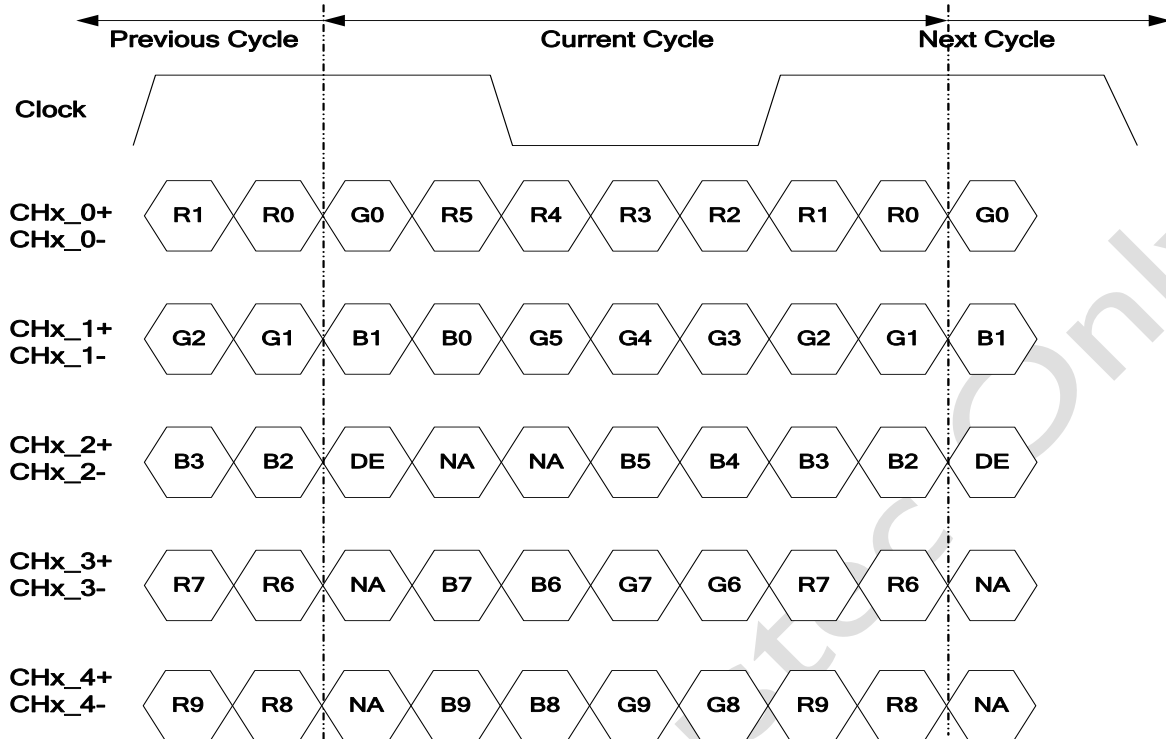 Previous Cycle Current Cycle Next Cycle
Clock
CHx_0+
CHx_0-
R1 R0 G0 R5 R4 R3 R2 R1 R0 G0
CHx_1+
CHx_1-
G2 G1 B1 B0 G5 G4 G3 G2 G1 B1
CHx_2+
CHx_2-
B3 B2 DE NA NA B5 B4 B3 B2 DE
CHx_3+
CHx_3-
R7 R6 NA B7 B6 G7 G6 R7 R6 NA
CHx_4+
CHx_4-
R9 R8 NA B9 B8 G9 G8 R9 R8 NA